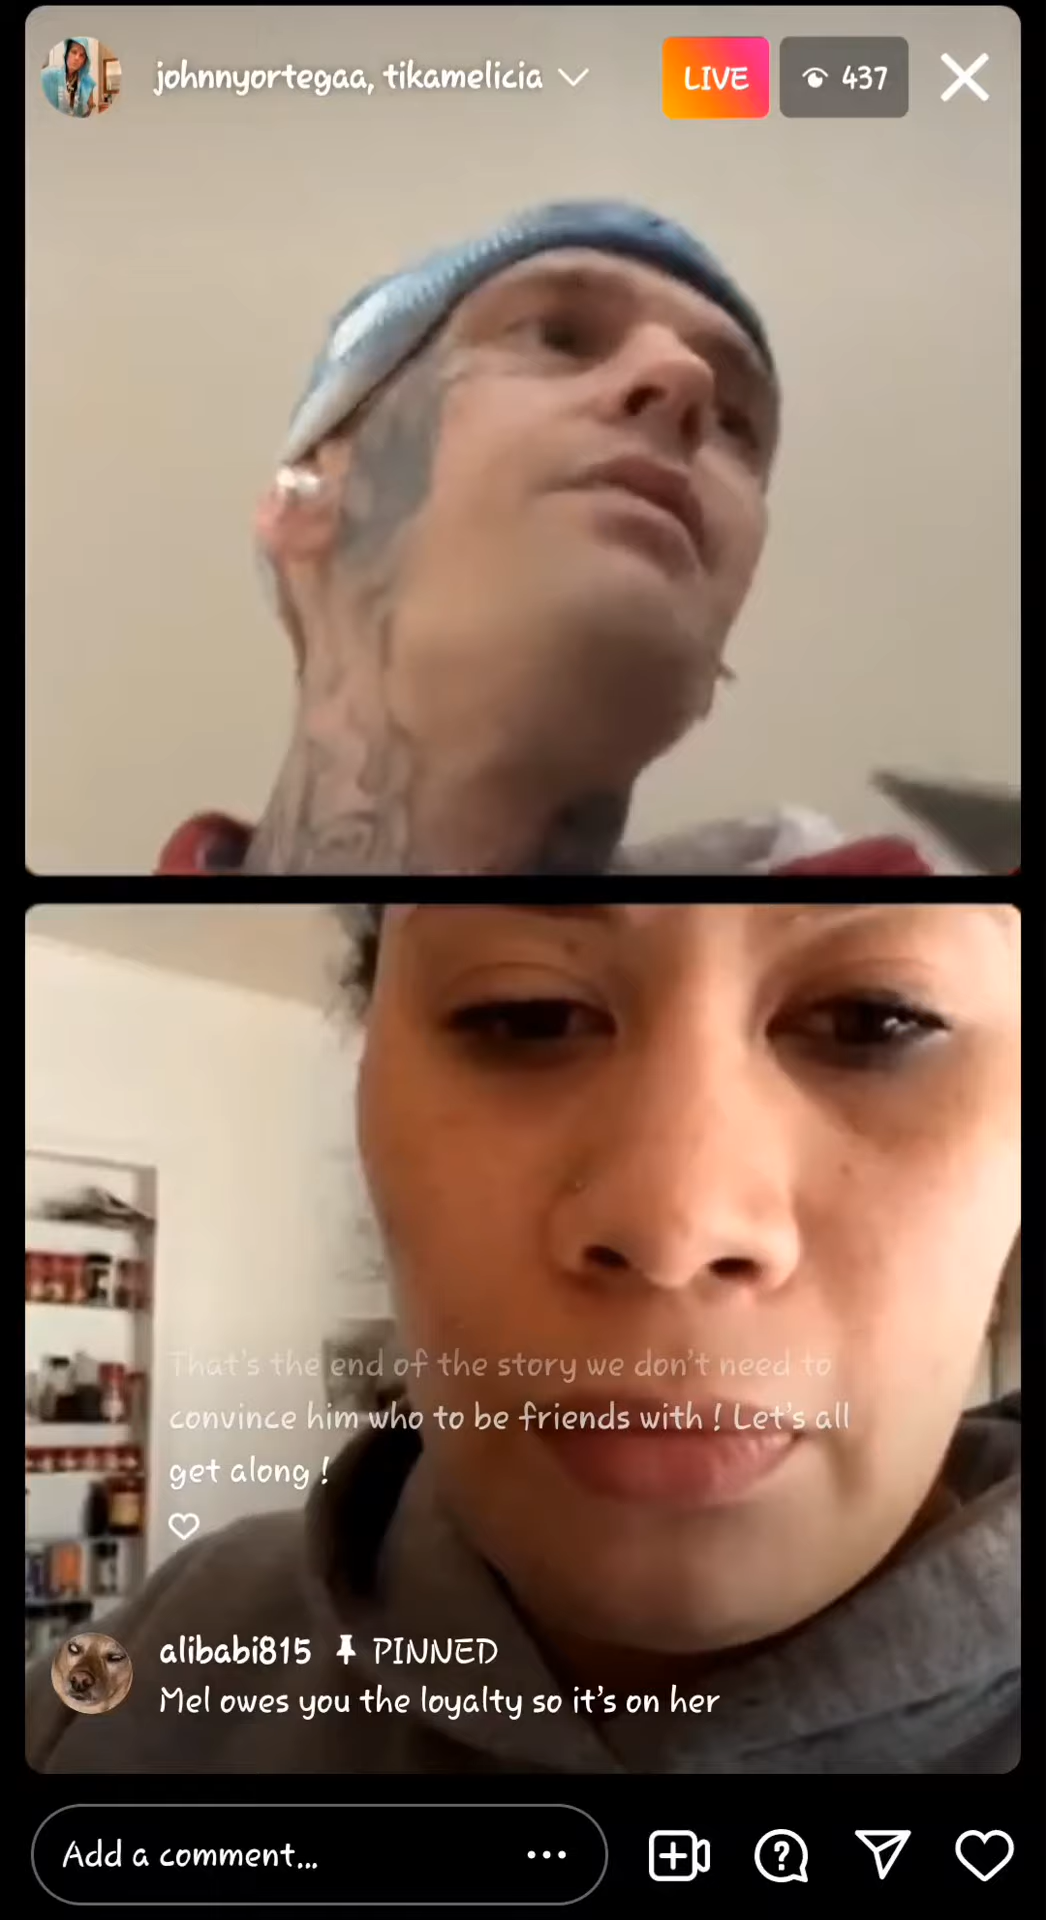 johnnyortegaa, tikamelicia
LIVE
437
That's the end of the story we don't need to
convince him who to be friends with ! Let's all
get along !
alibabi815 PINNED
Mel owes you the loyalty so it's on her
Add a comment...